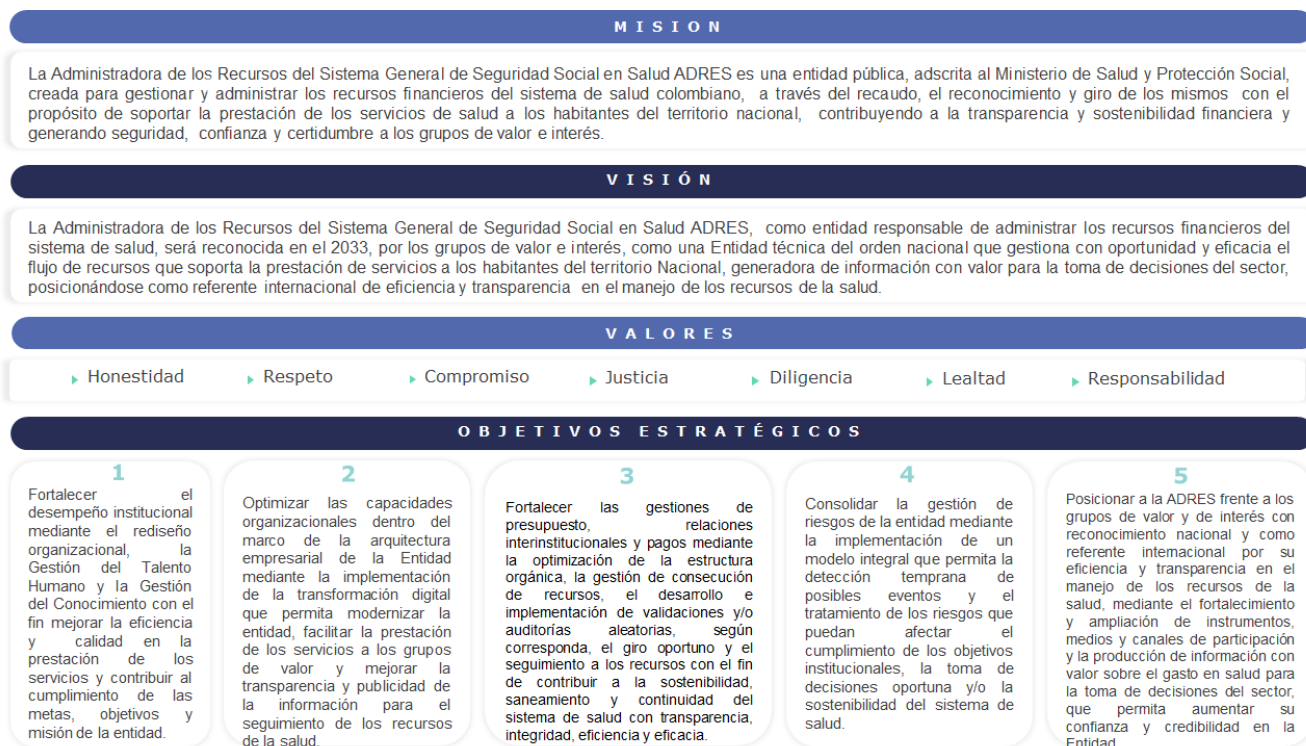 MISION
La Administradora de los Recursos del Sistema General de Seguridad Social en Salud ADRES es una entidad pública, adscrita al Ministerio de Salud y Protección Social,
creada para gestionar y administrar los recursos financieros del sistema de salud colombiano, a través del recaudo, el reconocimiento y giro de los mismos con el
propósito de soportar la prestación de los servicios de salud a los habitantes del territorio nacional, contribuyendo a la transparencia y sostenibilidad financiera y
generando seguridad, confianza y certidumbre a los grupos de valor e interés.
VISIÓN
La Administradora de los Recursos del Sistema General de Seguridad Social en Salud ADRES, como entidad responsable de administrar los recursos financieros del
sistema de salud, será reconocida en el 2033, por los grupos de valor e interés, como una Entidad técnica del orden nacional que gestiona con oportunidad y eficacia el
flujo de recursos que soporta la prestación de servicios a los habitantes del territorio Nacional, generadora de información con valor para la toma de decisiones del sector,
posicionándose como referente internacional de eficiencia y transparencia en el manejo de los recursos de la salud.
VALORES
Honestidad Respeto Compromiso Justicia Diligencia Lealtad Responsabilidad
OBJETIVOS ESTRATÉGICOS
1
Fortalecer el
desempeño institucional
mediante el rediseño
organizacional, la
Gestión del Talento
Humano y la Gestión
del Conocimiento con el
fin mejorar la eficiencia
y calidad en la
prestación de los
servicios y contribuir al
cumplimiento de las
metas, objetivos y
misión de la entidad.
2
Optimizar las capacidades
organizacionales dentro del
marco de la arquitectura
empresarial de la Entidad
mediante la implementación
de la transformación digital
que permita modernizar la
entidad, facilitar la prestación
de los servicios a los grupos
de valor y mejorar la
transparencia y publicidad de
la información para el
seguimiento de los recursos
de la salud.
3
Fortalecer las gestiones de
presupuesto, relaciones
interinstitucionales y pagos mediante
la optimización de la estructura
orgánica, la gestión de consecución
de recursos, el desarrollo e
implementación de validaciones y/o
auditorías aleatorias, según
corresponda, el giro oportuno y el
seguimiento a los recursos con el fin
de contribuir a la sostenibilidad,
saneamiento y continuidad del
sistema de salud con transparencia,
integridad, eficiencia y eficacia.
4
Consolidar la gestión de
riesgos de la entidad mediante
la implementación de un
modelo integral que permita la
detección temprana de
posibles eventos y el
tratamiento de los riesgos que
puedan afectar el
cumplimiento de los objetivos
institucionales, la toma de
decisiones oportuna y/o la
sostenibilidad del sistema de
salud.
5
Posicionar a la ADRES frente a los
grupos de valor y de interés con
reconocimiento nacional y como
referente internacional por su
eficiencia y transparencia en el
manejo de los recursos de la
salud, mediante el fortalecimiento
y ampliación de instrumentos,
medios y canales de participación
y la producción de información con
valor sobre el gasto en salud para
la toma de decisiones del sector,
que permita aumentar su
confianza y credibilidad en la
Entidad.